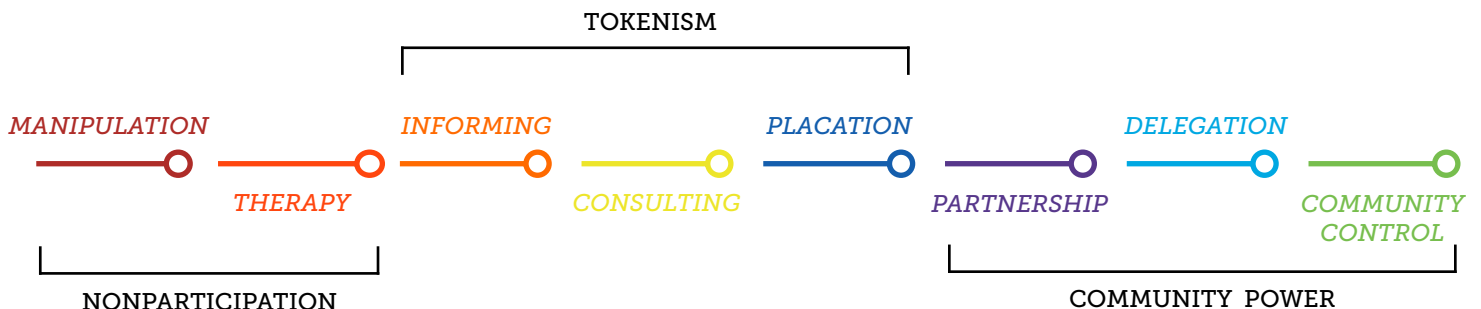 TOKENISM
MANIPULATION
INFORMING
PLACATION
DELEGATION
THERAPY
CONSULTING
PARTNERSHIP
COMMUNITY
CONTROL
NONPARTICIPATION
COMMUNITY POWER